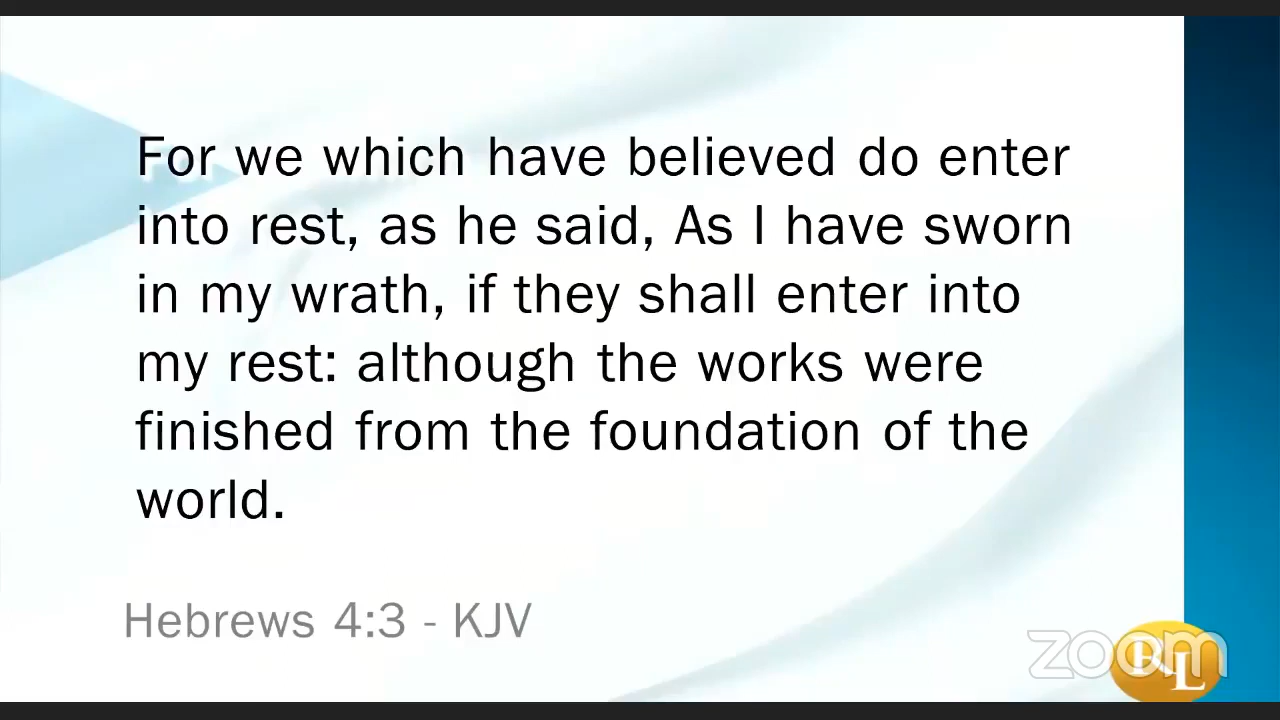 For we which have believed do enter
into rest, as he said, As I have sworn
in my wrath, if they shall enter into
my rest: although the works were
finished from the foundation of the
world.
Hebrews 4:3 - KJV
zoom